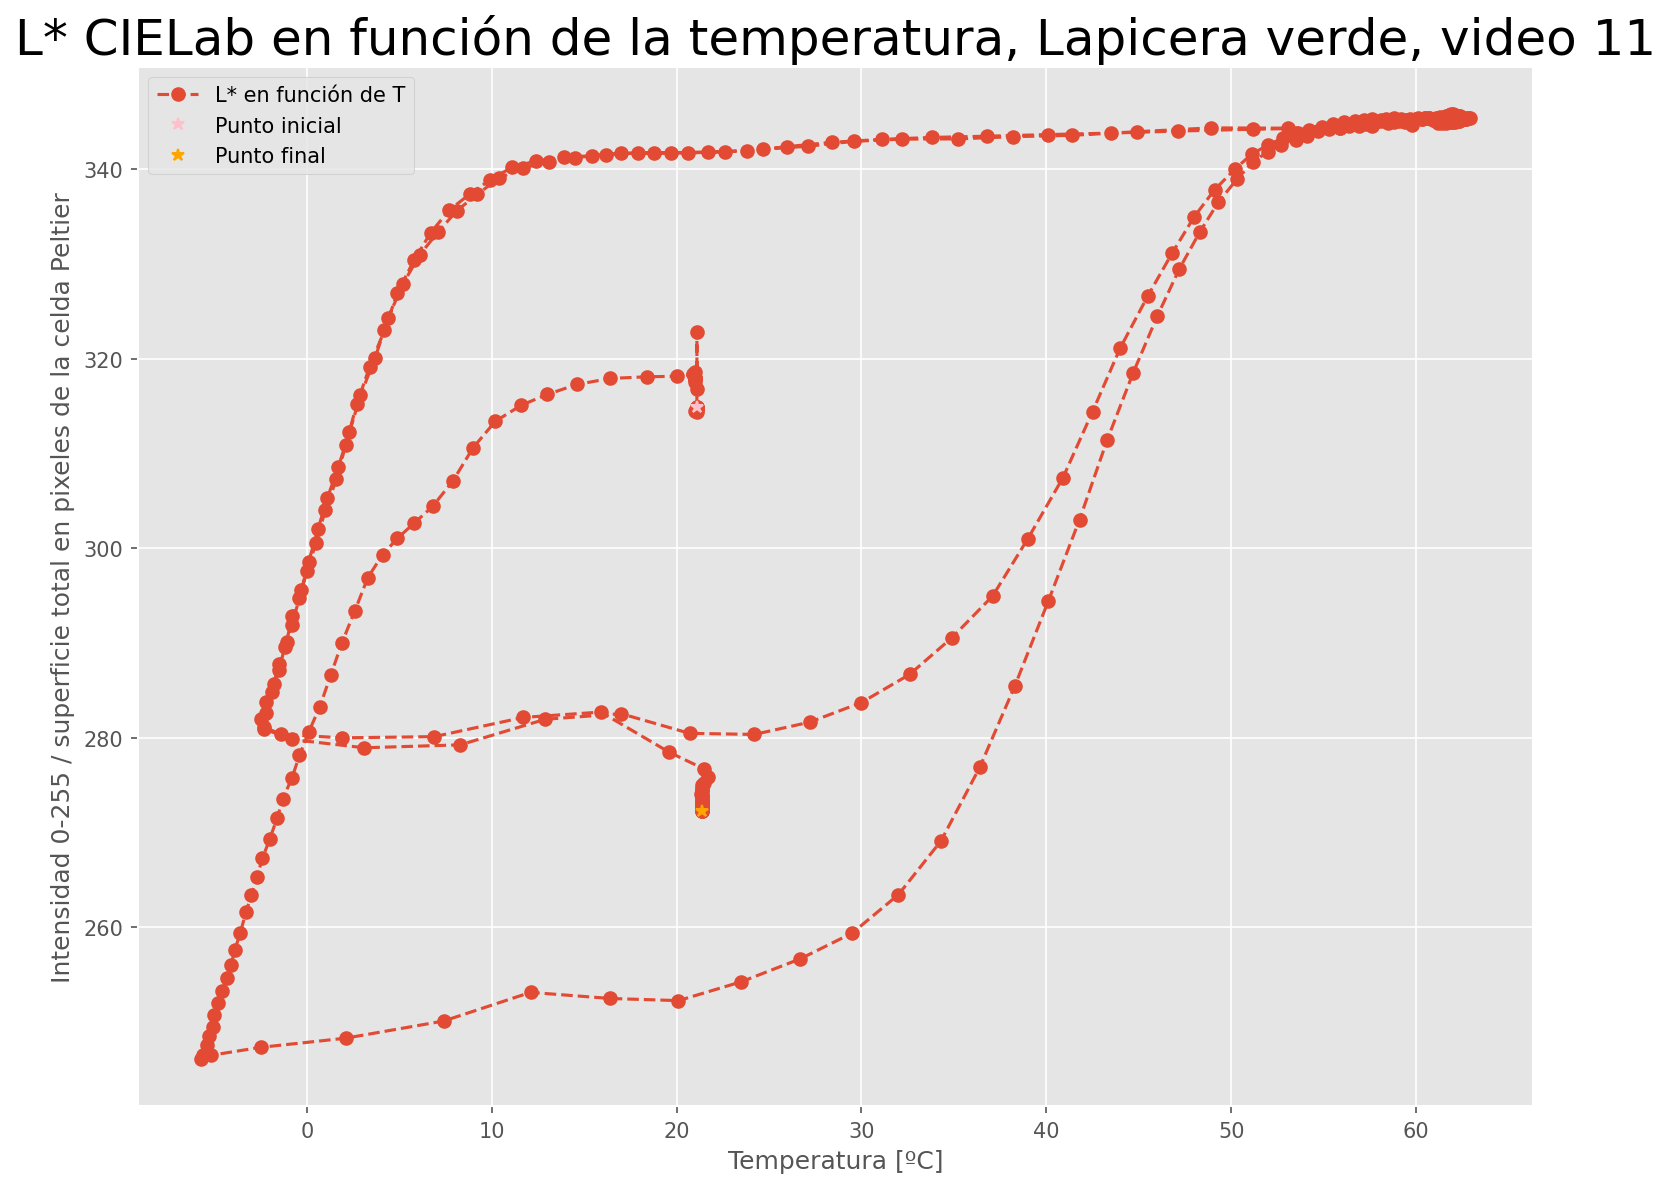 L* CIELab en función de la temperatura, Lapicera verde, video 11
L* en función de T
Punto inicial
Punto final
Intensidad 0-255 / superficie total en pixeles de la celda Peltier
340
320
300
280
260
0 10 20 30 40 50 60
Temperatura [ºC]